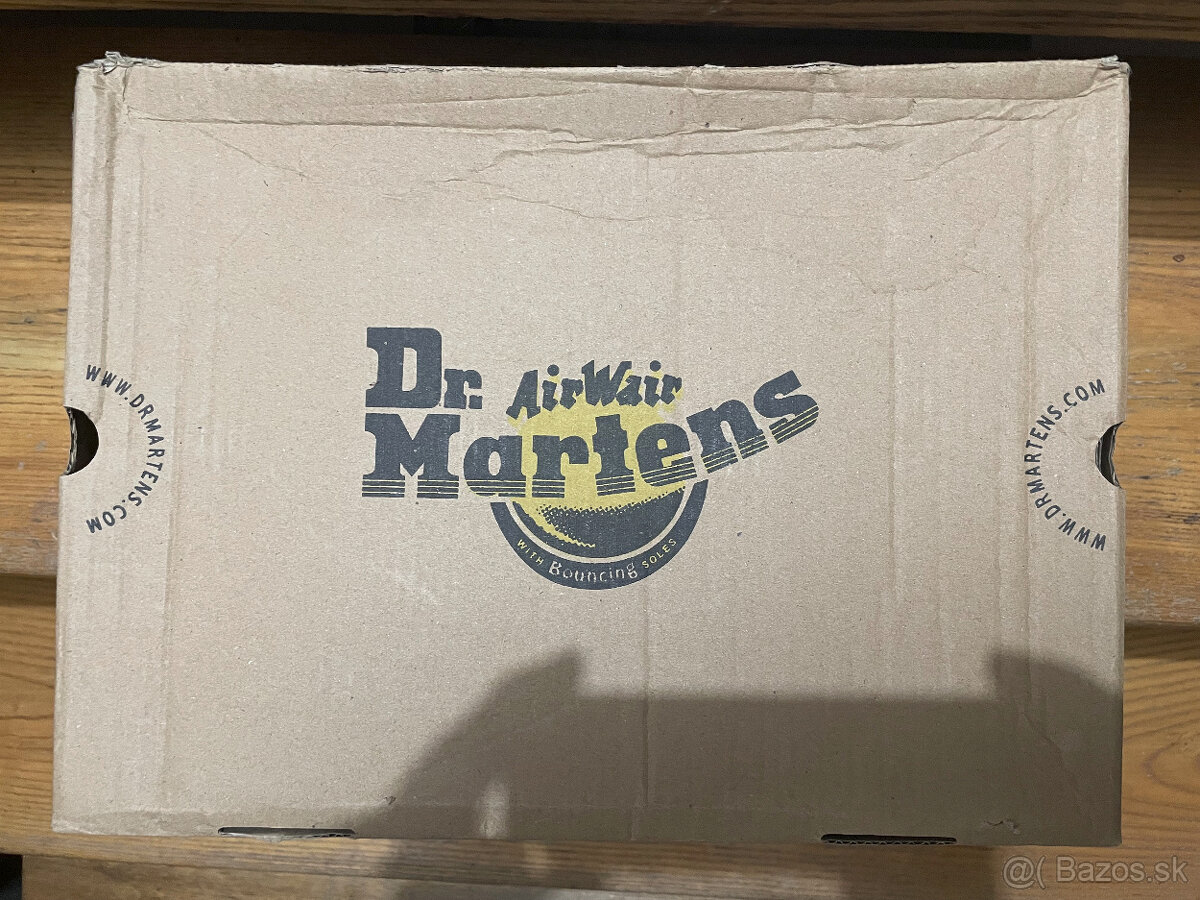 Dr. AirWair
Martens
WITH Bouncing SOLES
WWW.DRMARTENS.COM
WWW.DRMARTENS.COM
@( Bazos.sk